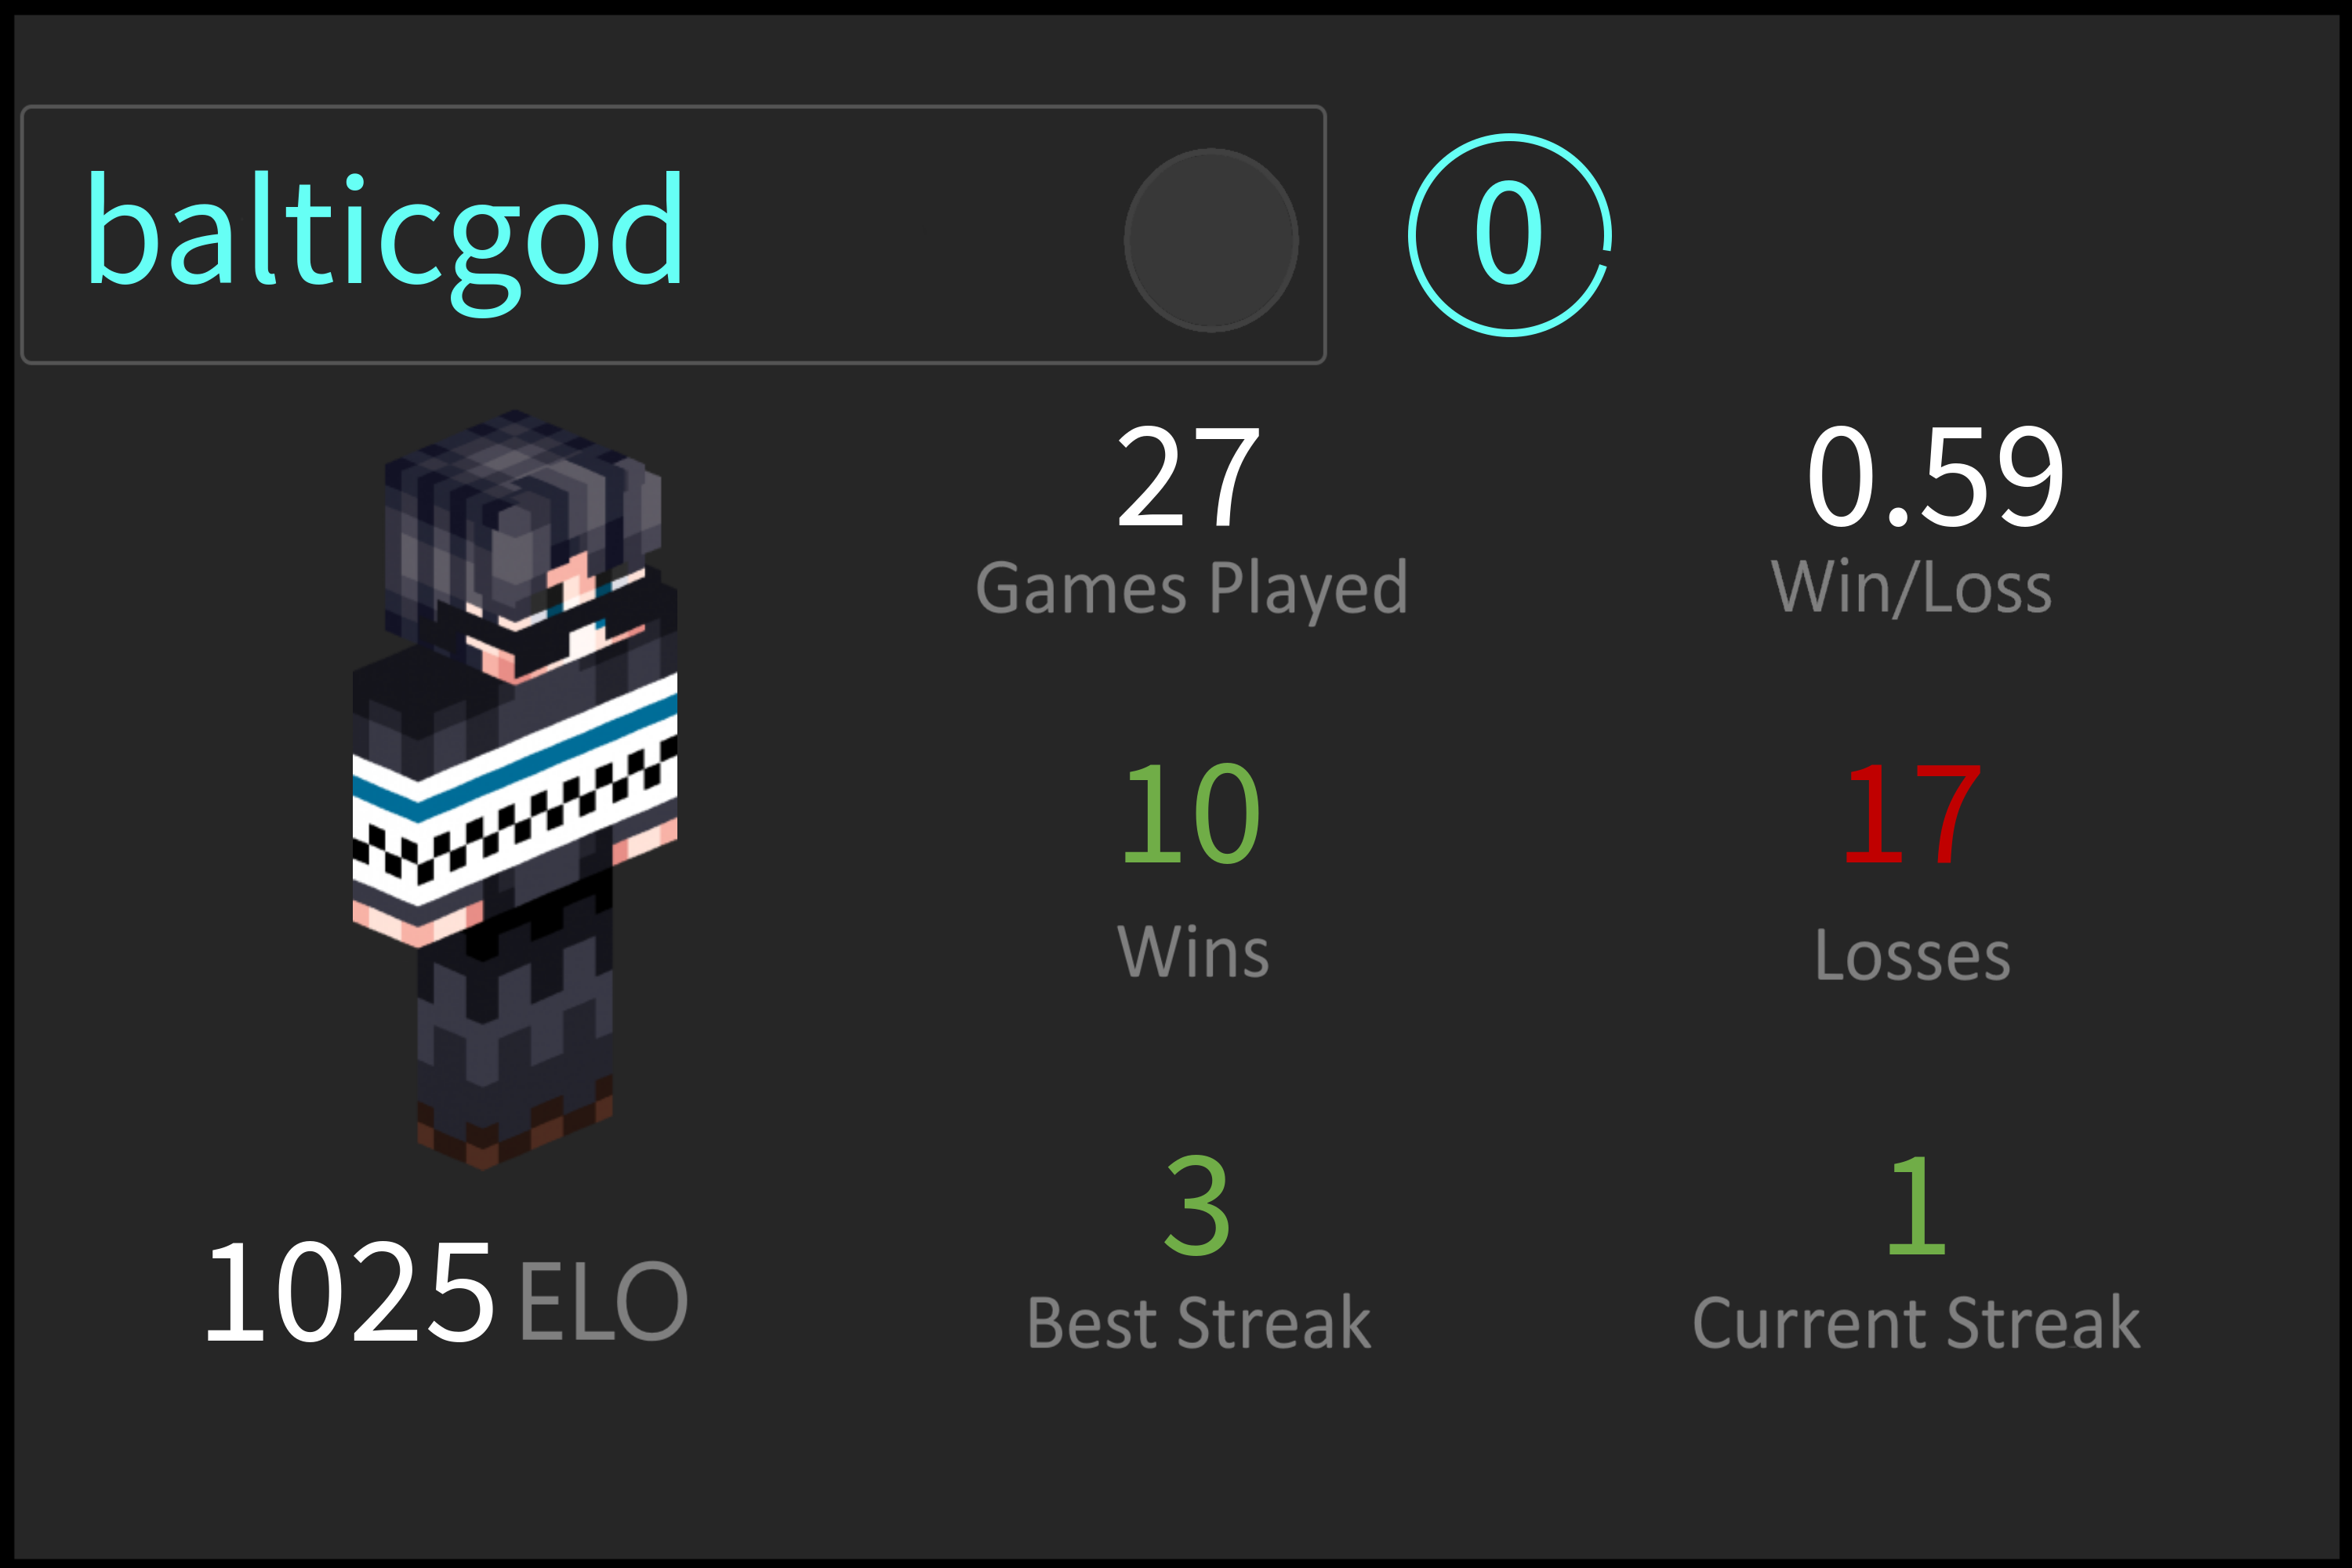 balticgod
0
27
Games Played
0.59
Win/Loss
10
Wins
17
Losses
3
Best Streak
1
Current Streak
1025 ELO